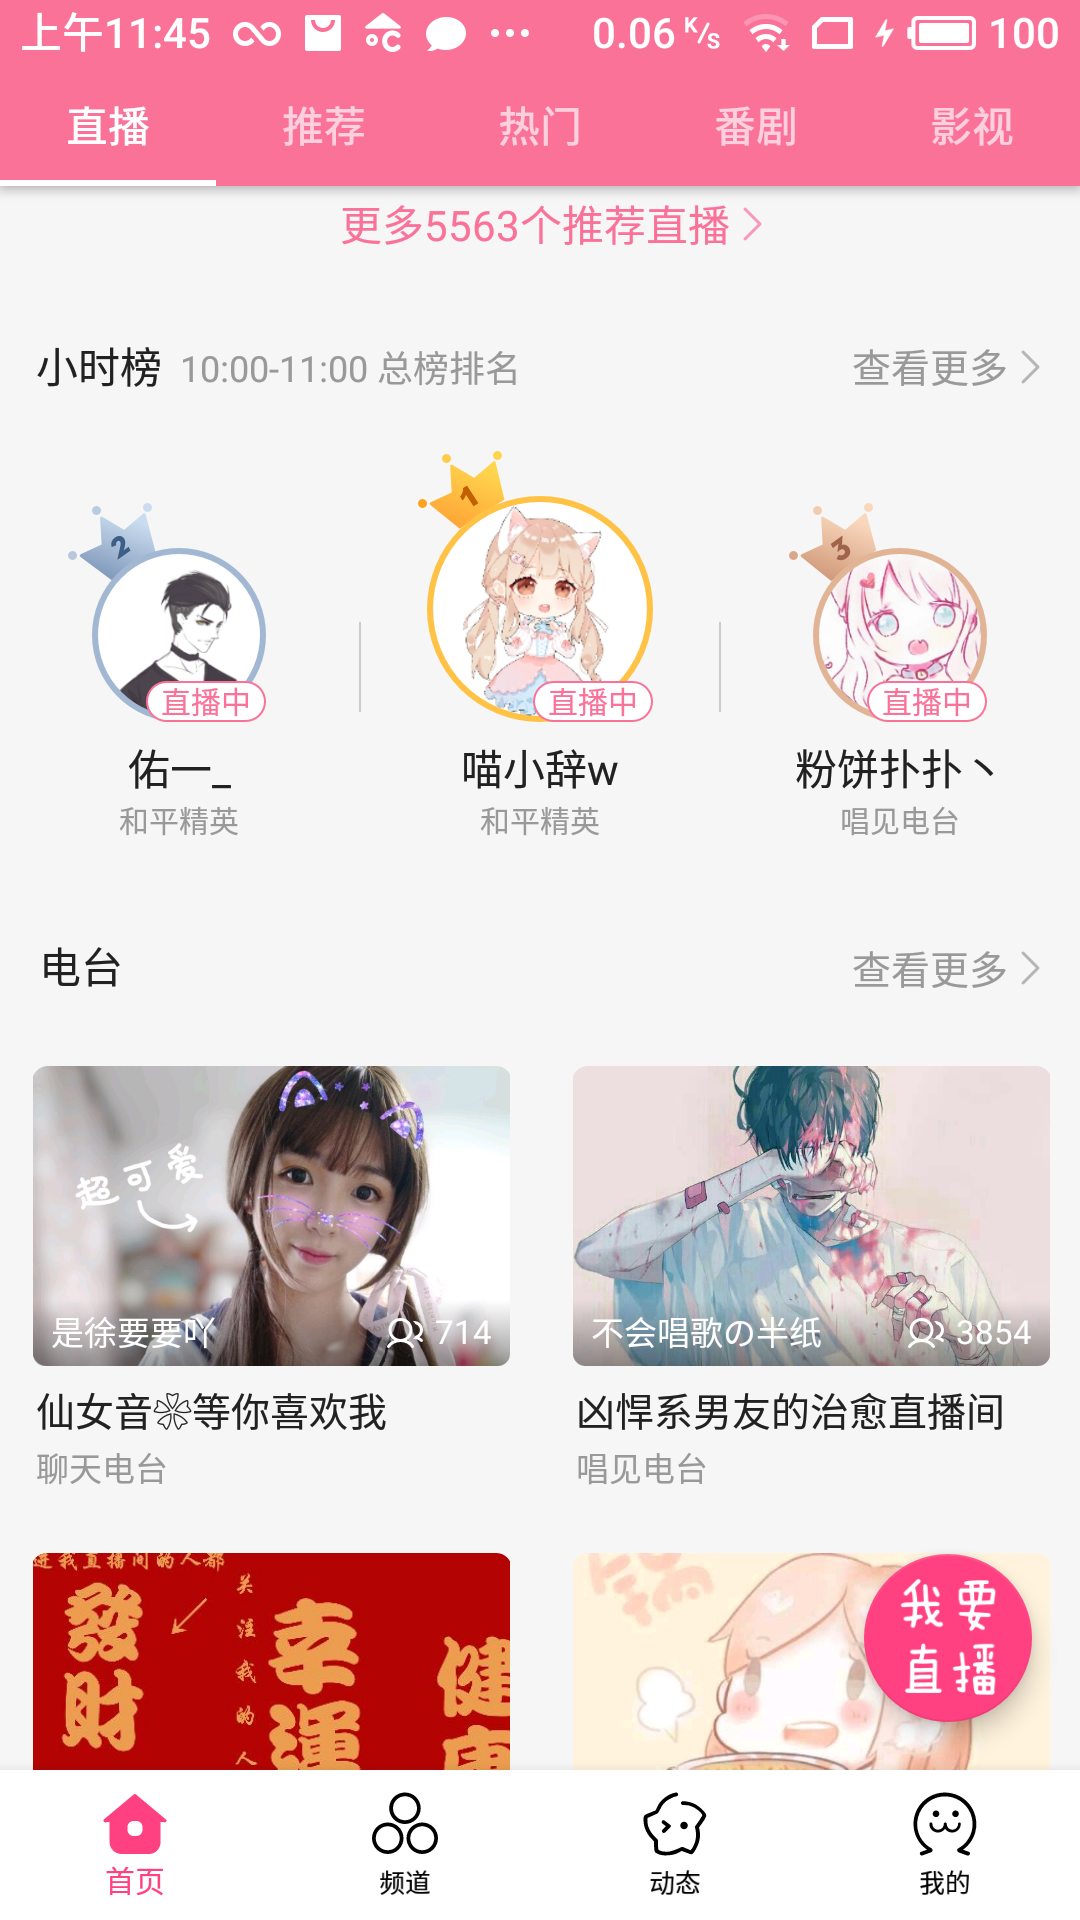 上午11:45 0.06 K/s 100
直播 推荐 热门 番剧 影视
更多5563个推荐直播
小时榜 10:00-11:00 总榜排名 查看更多
2 1 3
直播中 直播中 直播中
佑一_ 喵小辞w 粉饼扑扑丶
和平精英 和平精英 唱见电台
电台 查看更多
超可爱
是徐要要吖 714 不会唱歌の半纸 3854
仙女音❀等你喜欢我 凶悍系男友的治愈直播间
聊天电台 唱见电台
进我直播间的人都
發財
关注我的人
幸運
健康
锅
我要
直播
首页 频道 动态 我的